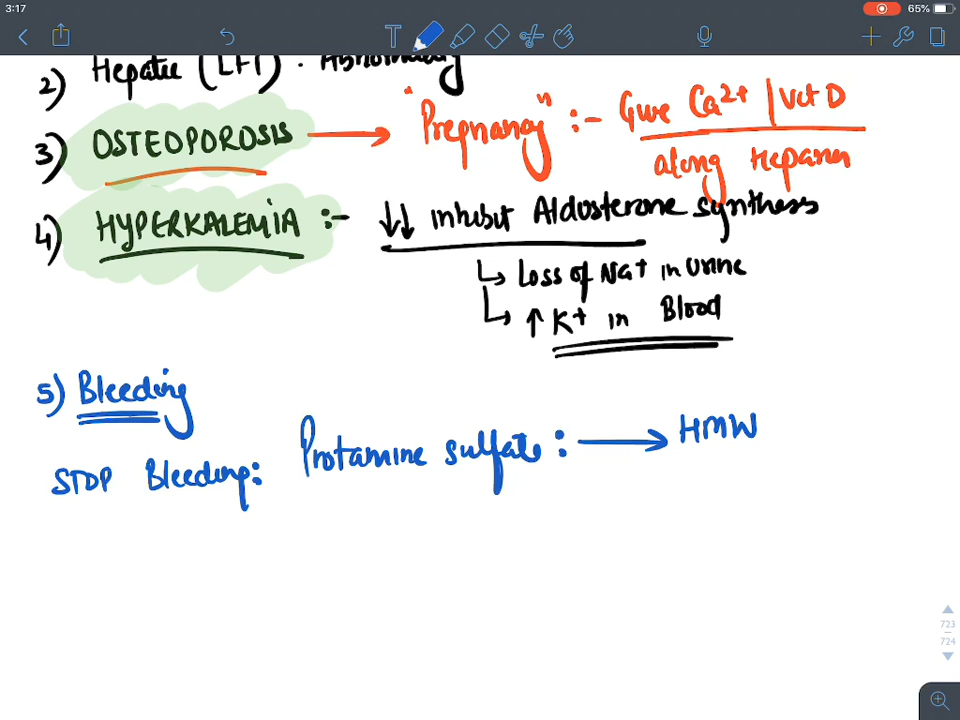 3:17
65%
T
2) Hepatic (LFT) : Abnormality
3) OSTEOPOROSIS → "Pregnancy" :- Give Ca2+ | Vit D
along Heparin
4) HYPERKALEMIA :- ↓↓ Inhibit Aldosterone synthesis
↳ Loss of Na+ in Urine
↳ ↑ K+ in Blood
5) Bleeding
STOP Bleeding: Protamine sulfate: → HMW
723
724